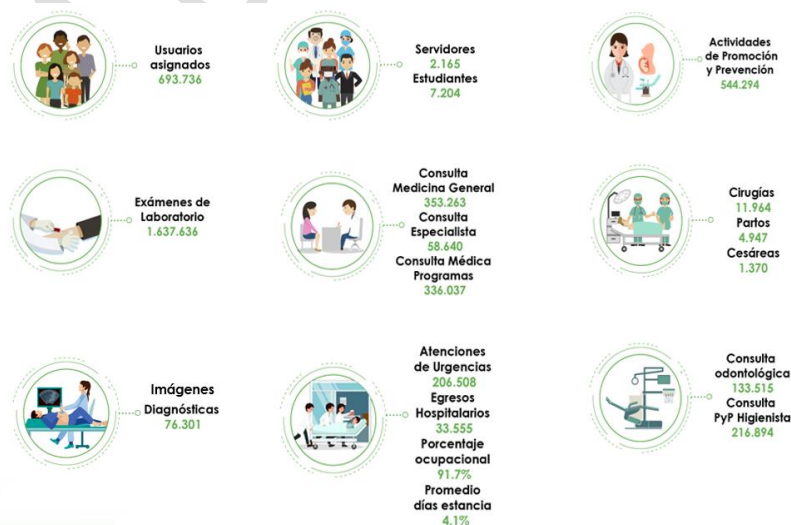 Usuarios
asignados
693.736
Servidores
2.165
Estudiantes
7.204
Actividades
de Promoción
y Prevención
544.294
Exámenes de
Laboratorio
1.637.636
Consulta
Medicina General
353.263
Consulta
Especialista
58.640
Consulta Médica
Programas
336.037
Cirugías
11.964
Partos
4.947
Cesáreas
1.370
Imágenes
Diagnósticas
76.301
Atenciones
de Urgencias
206.508
Egresos
Hospitalarios
33.555
Porcentaje
ocupacional
91.7%
Promedio
días estancia
4.1%
Consulta
odontológica
133.515
Consulta
PyP Higienista
216.894